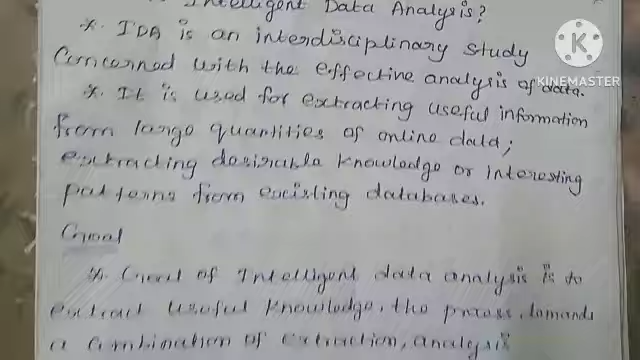 Intelligent Data Analysis?
* IDA is an interdisciplinary study
Concerned with the effective analysis of data.
* It is used for extracting useful information
from large quantities of online data;
extracting desirable knowledge or interesting
patterns from existing databases.
Goal
* Goal of Intelligent data analysis is to
extract useful knowledge, the process demands
a combination of extraction, analysis
K
KINEMASTER